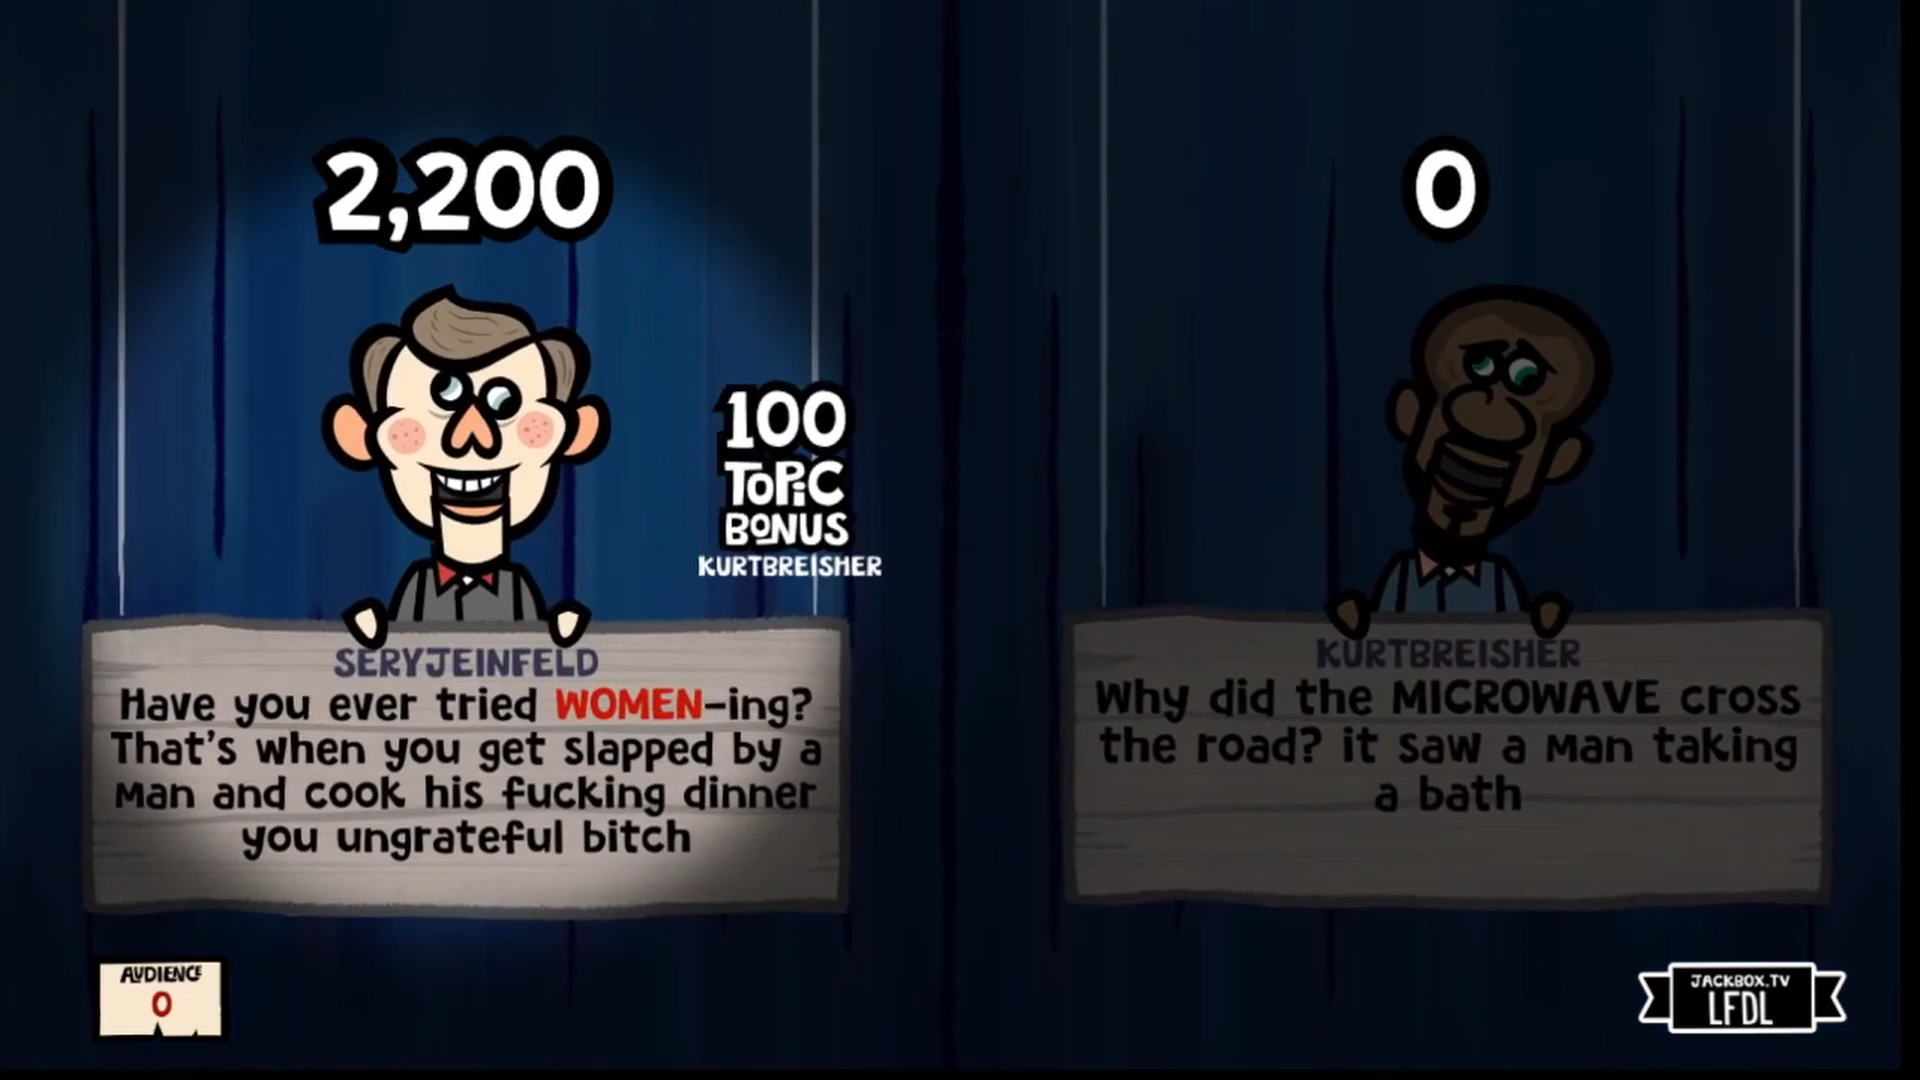 2,200
0
100
TOPIC
BONUS
KURTBREISHER
SERYJEINFELD
Have you ever tried WOMEN-ing?
That's when you get slapped by a
man and cook his fucking dinner
you ungrateful bitch
KURTBREISHER
Why did the MICROWAVE cross
the road? it saw a man taking
a bath
AUDIENCE
0
JACKBOX.TV
LFDL